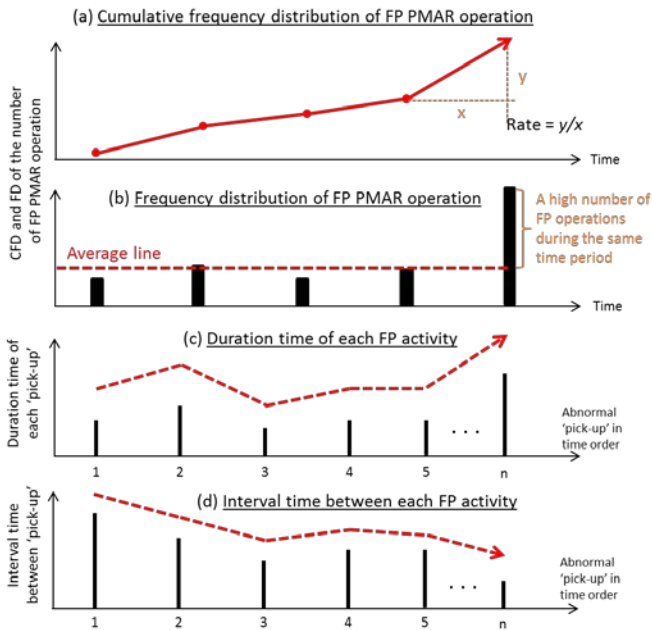 (a) Cumulative frequency distribution of FP PMAR operation
CFD and FD of the number
of FP PMAR operation
y
x
Rate = y/x
Time
(b) Frequency distribution of FP PMAR operation
A high number of
FP operations
during the same
time period
Average line
Time
(c) Duration time of each FP activity
Duration time of
each 'pick-up'
Abnormal
'pick-up' in
time order
. . .
1 2 3 4 5 n
(d) Interval time between each FP activity
Interval time
between 'pick-up'
Abnormal
'pick-up' in
time order
. . .
1 2 3 4 5 n